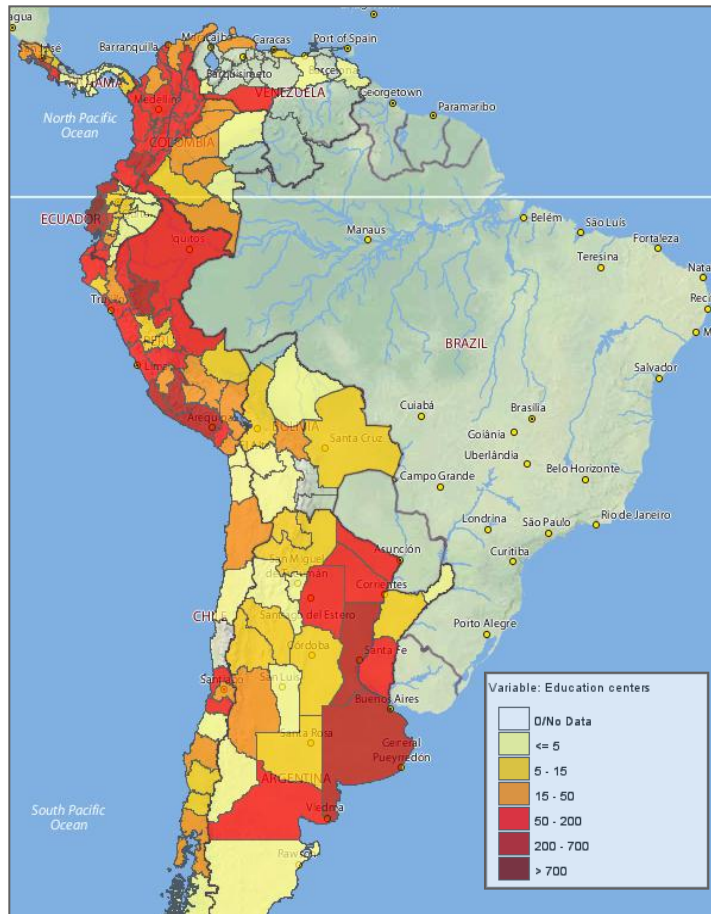 Caracas
Port of Spain
Barranquilla
Barquisimeto
VENEZUELA
Georgetown
Paramaribo
Medellín
North Pacific
Ocean
COLOMBIA
ECUADOR
Iquitos
Manaus
Belém
São Luís
Fortaleza
Teresina
BRAZIL
Lima
Salvador
Arequipa
BOLIVIA
Cuiabá
Brasília
Santa Cruz
Goiânia
Uberlândia
Campo Grande
Belo Horizonte
Londrina
São Paulo
Rio de Janeiro
Asunción
Curitiba
San Miguel
Corrientes
CHILE
Santiago del Estero
Porto Alegre
Córdoba
Santa Fe
Santiago
San Luis
Buenos Aires
Santa Rosa
General
Pueyrredón
ARGENTINA
Viedma
South Pacific
Ocean
Variable: Education centers
0/No Data
<= 5
5 - 15
15 - 50
50 - 200
200 - 700
> 700